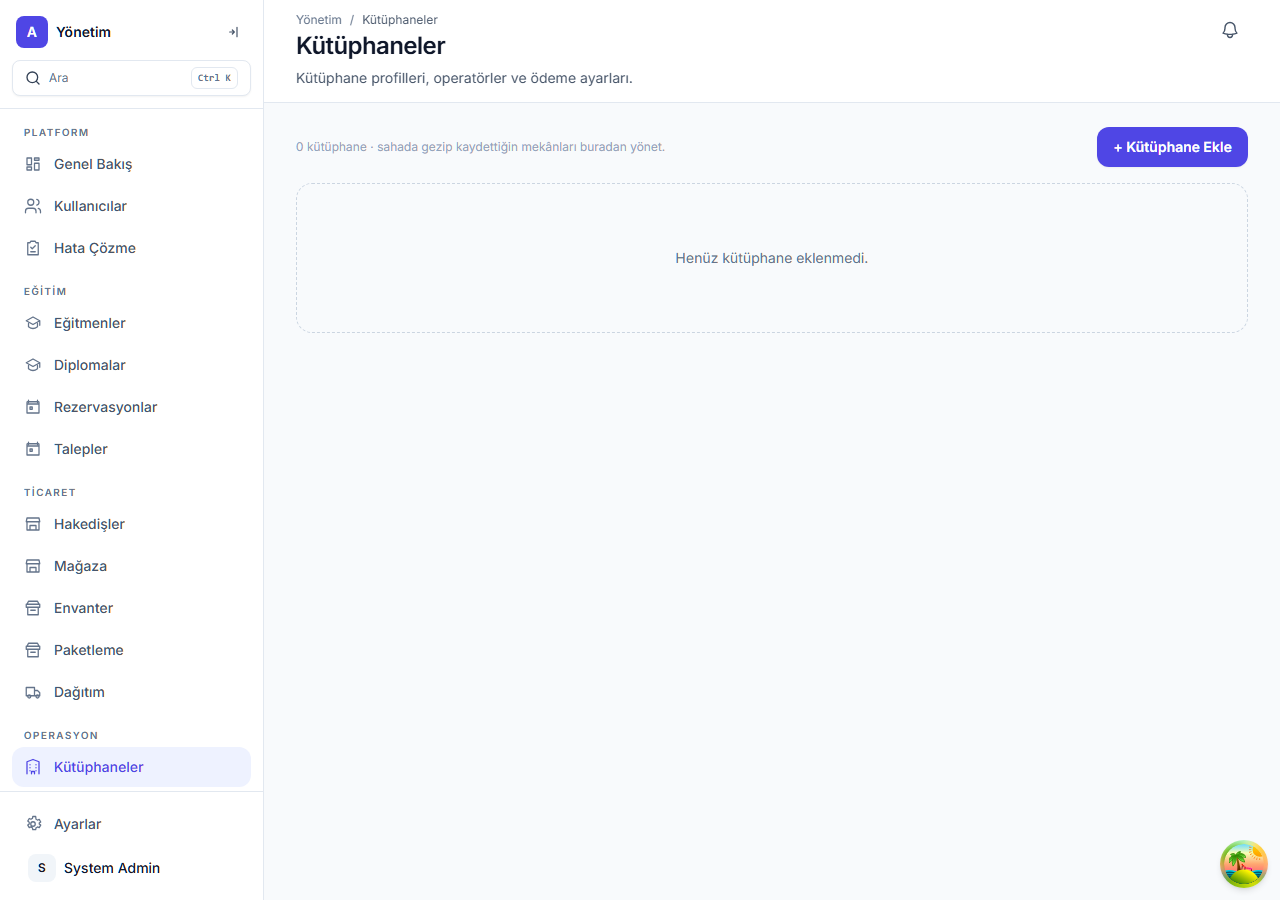 A Yönetim
Ara Ctrl K
PLATFORM
Genel Bakış
Kullanıcılar
Hata Çözme
EĞİTİM
Eğitmenler
Diplomalar
Rezervasyonlar
Talepler
TİCARET
Hakedişler
Mağaza
Envanter
Paketleme
Dağıtım
OPERASYON
Kütüphaneler
Ayarlar
S System Admin
Yönetim / Kütüphaneler
Kütüphaneler
Kütüphane profilleri, operatörler ve ödeme ayarları.
0 kütüphane · sahada gezip kaydettiğin mekânları buradan yönet.
+ Kütüphane Ekle
Henüz kütüphane eklenmedi.